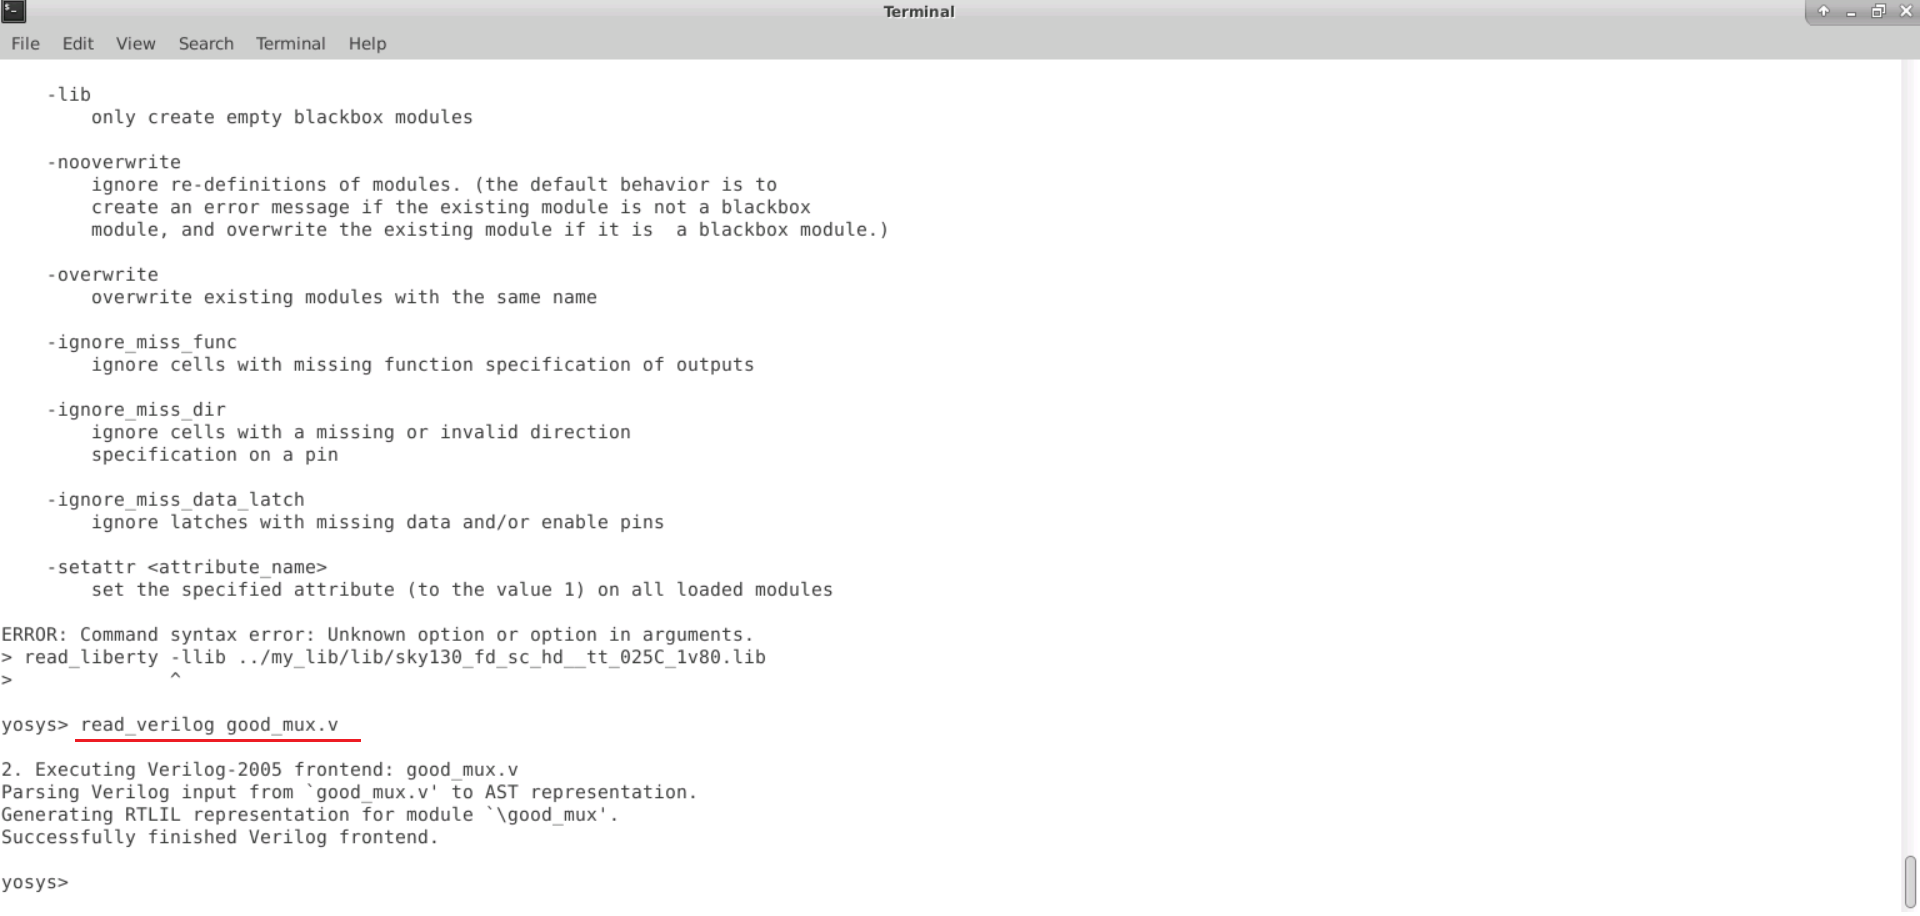 Terminal
File Edit View Search Terminal Help
-lib
only create empty blackbox modules
-nooverwrite
ignore re-definitions of modules. (the default behavior is to
create an error message if the existing module is not a blackbox
module, and overwrite the existing module if it is  a blackbox module.)
-overwrite
overwrite existing modules with the same name
-ignore_miss_func
ignore cells with missing function specification of outputs
-ignore_miss_dir
ignore cells with a missing or invalid direction
specification on a pin
-ignore_miss_data_latch
ignore latches with missing data and/or enable pins
-setattr <attribute_name>
set the specified attribute (to the value 1) on all loaded modules
ERROR: Command syntax error: Unknown option or option in arguments.
> read_liberty -llib ../my_lib/lib/sky130_fd_sc_hd__tt_025C_1v80.lib
>              ^
yosys> read_verilog good_mux.v
2. Executing Verilog-2005 frontend: good_mux.v
Parsing Verilog input from `good_mux.v' to AST representation.
Generating RTLIL representation for module `\good_mux'.
Successfully finished Verilog frontend.
yosys>